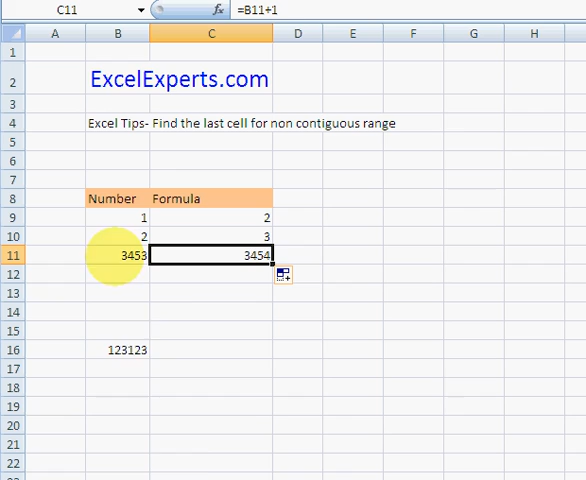 C11 fx =B11+1
A B C D E F G H
1
2 ExcelExperts.com
3
4 Excel Tips- Find the last cell for non contiguous range
5
6
7
8 Number Formula
9 1 2
10 2 3
11 3453 3454
12
13
14
15
16 123123
17
18
19
20
21
22